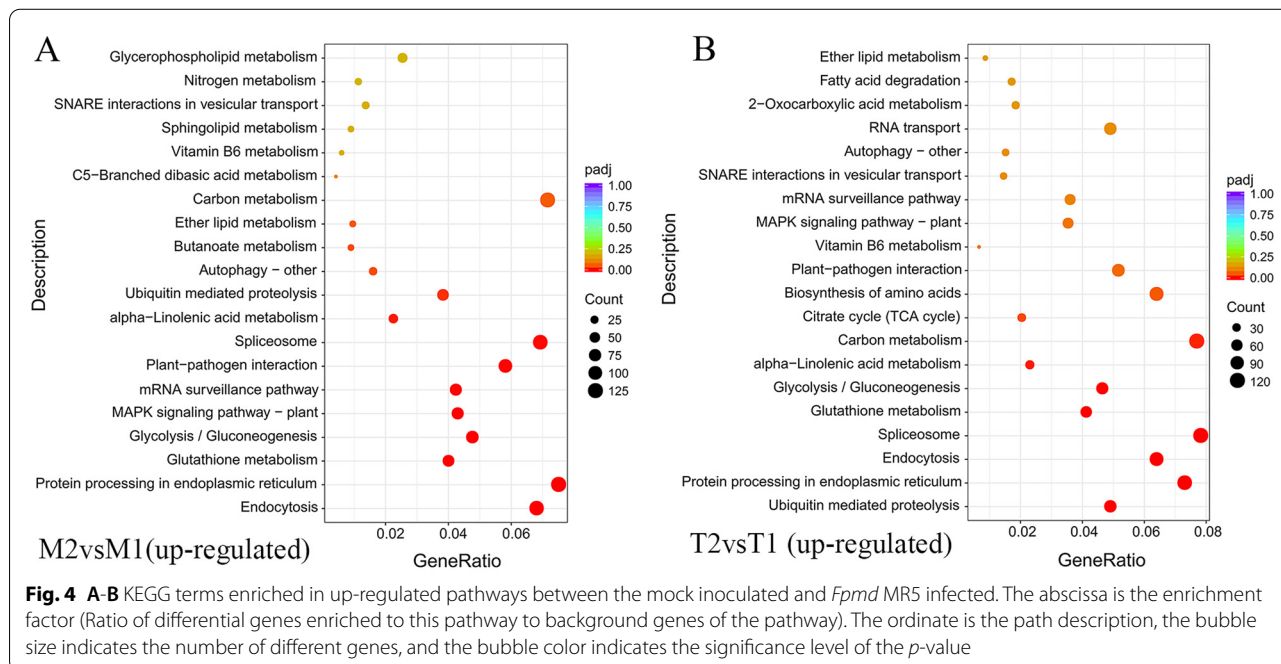 A
Description
Glycerophospholipid metabolism
Nitrogen metabolism
SNARE interactions in vesicular transport
Sphingolipid metabolism
Vitamin B6 metabolism
C5−Branched dibasic acid metabolism
Carbon metabolism
Ether lipid metabolism
Butanoate metabolism
Autophagy − other
Ubiquitin mediated proteolysis
alpha−Linolenic acid metabolism
Spliceosome
Plant−pathogen interaction
mRNA surveillance pathway
MAPK signaling pathway − plant
Glycolysis / Gluconeogenesis
Glutathione metabolism
Protein processing in endoplasmic reticulum
Endocytosis
0.02 0.04 0.06
GeneRatio
padj
1.00
0.75
0.50
0.25
0.00
Count
25
50
75
100
125
M2vsM1(up-regulated)
B
Description
Ether lipid metabolism
Fatty acid degradation
2−Oxocarboxylic acid metabolism
RNA transport
Autophagy − other
SNARE interactions in vesicular transport
mRNA surveillance pathway
MAPK signaling pathway − plant
Vitamin B6 metabolism
Plant−pathogen interaction
Biosynthesis of amino acids
Citrate cycle (TCA cycle)
Carbon metabolism
alpha−Linolenic acid metabolism
Glycolysis / Gluconeogenesis
Glutathione metabolism
Spliceosome
Endocytosis
Protein processing in endoplasmic reticulum
Ubiquitin mediated proteolysis
0.02 0.04 0.06 0.08
GeneRatio
padj
1.00
0.75
0.50
0.25
0.00
Count
30
60
90
120
T2vsT1 (up-regulated)
Fig. 4 A-B KEGG terms enriched in up-regulated pathways between the mock inoculated and Fpmd MR5 infected. The abscissa is the enrichment
factor (Ratio of differential genes enriched to this pathway to background genes of the pathway). The ordinate is the path description, the bubble
size indicates the number of different genes, and the bubble color indicates the significance level of the p-value